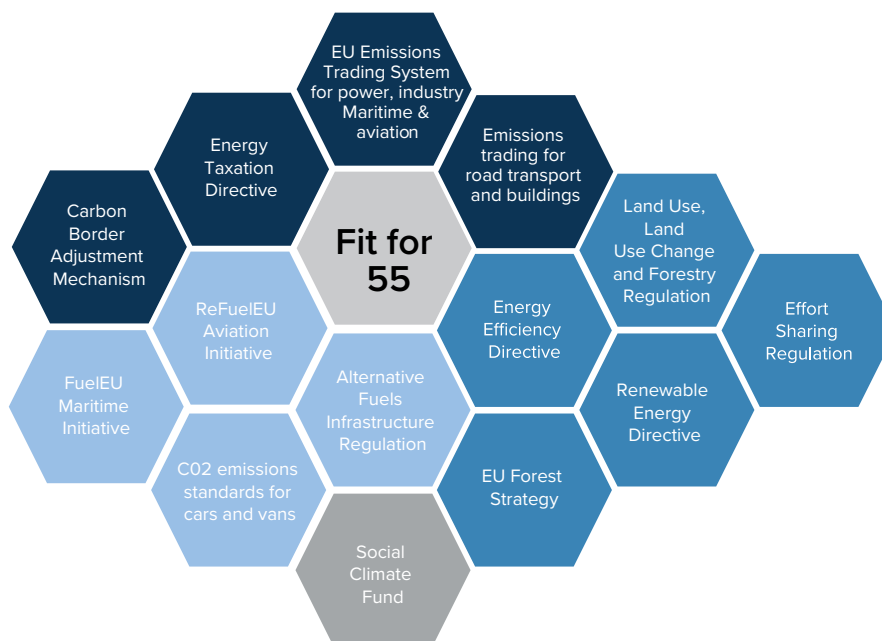 EU Emissions
Trading System
for power, industry
Maritime &
aviation
Energy
Taxation
Directive
Emissions
trading for
road transport
and buildings
Carbon
Border
Adjustment
Mechanism
Fit for
55
Land Use,
Land
Use Change
and Forestry
Regulation
ReFuelEU
Aviation
Initiative
Energy
Efficiency
Directive
Effort
Sharing
Regulation
FuelEU
Maritime
Initiative
Alternative
Fuels
Infrastructure
Regulation
Renewable
Energy
Directive
C02 emissions
standards for
cars and vans
EU Forest
Strategy
Social
Climate
Fund